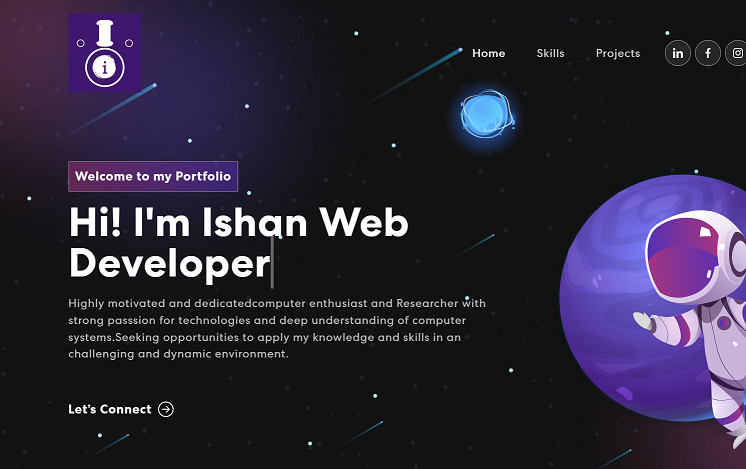 i
Home Skills Projects in f
Welcome to my Portfolio
Hi! I'm Ishan Web
Developer
Highly motivated and dedicatedcomputer enthusiast and Researcher with
strong passsion for technologies and deep understanding of computer
systems.Seeking opportunities to apply my knowledge and skills in an
challenging and dynamic environment.
Let's Connect